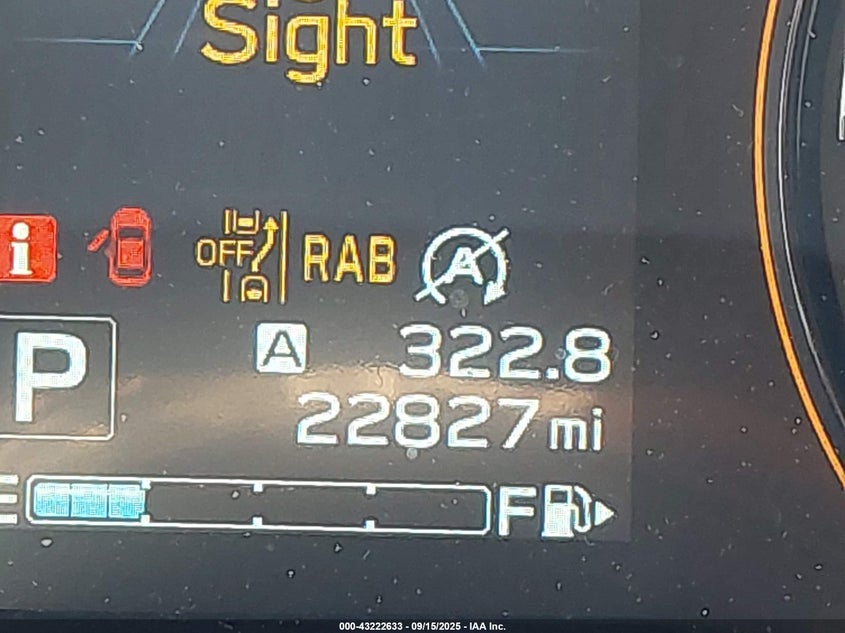 Sight
i
OFF RAB A
P A 322.8
22827 mi
E F
000-43222633 - 09/15/2025 - IAA Inc.